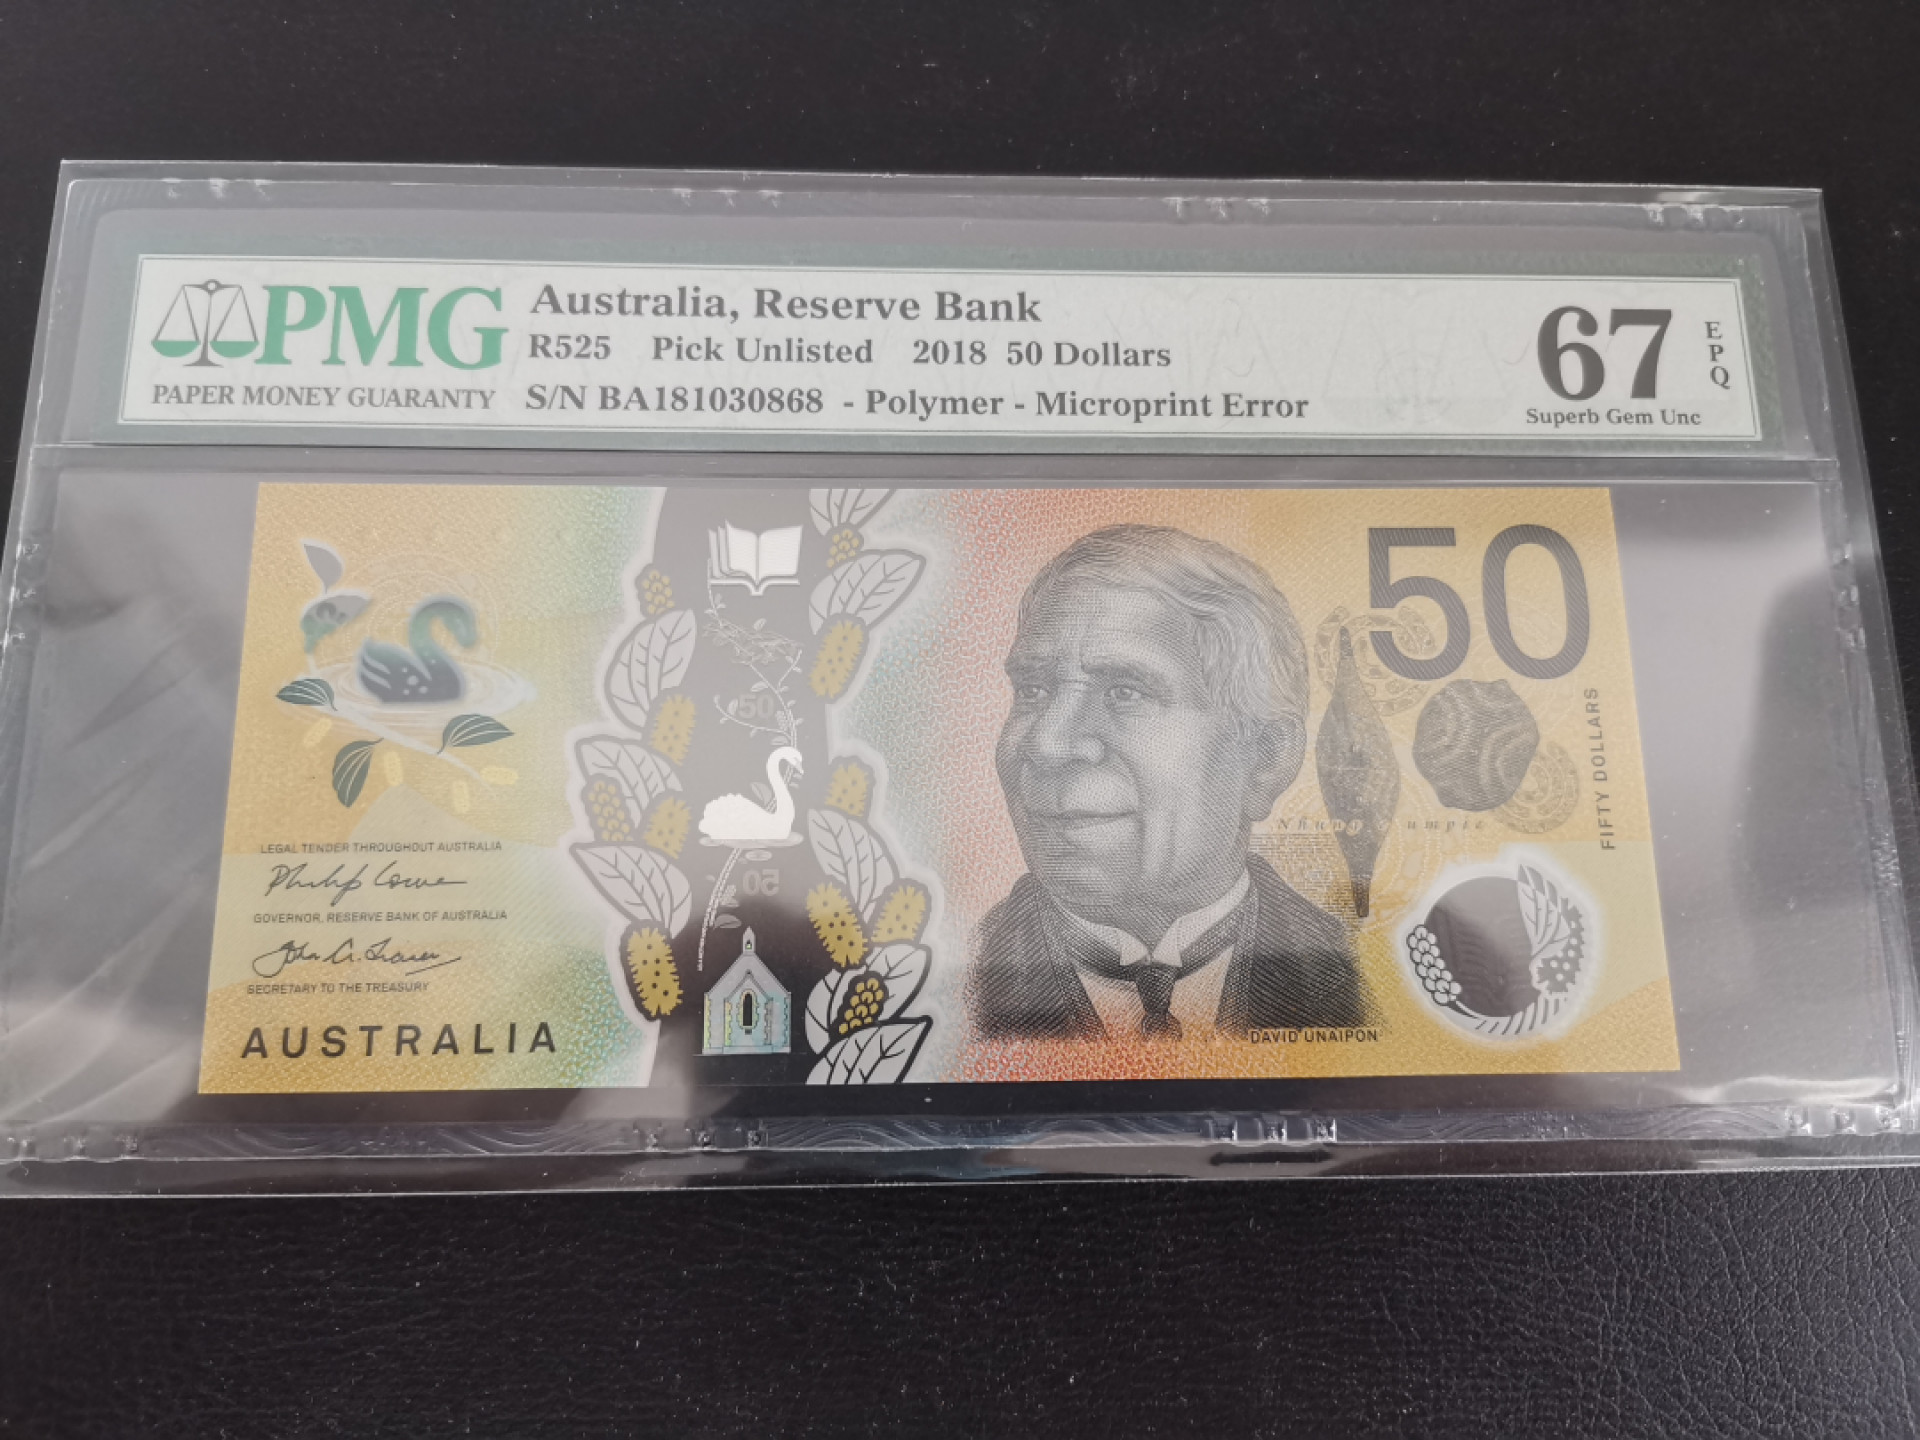 PMG
PAPER MONEY GUARANTY
Australia, Reserve Bank
R525 Pick Unlisted 2018 50 Dollars
S/N BA181030868 - Polymer - Microprint Error
67
EPQ
Superb Gem Unc
50
50
50
FIFTY DOLLARS
LEGAL TENDER THROUGHOUT AUSTRALIA
GOVERNOR, RESERVE BANK OF AUSTRALIA
SECRETARY TO THE TREASURY
AUSTRALIA
DAVID UNAIPON